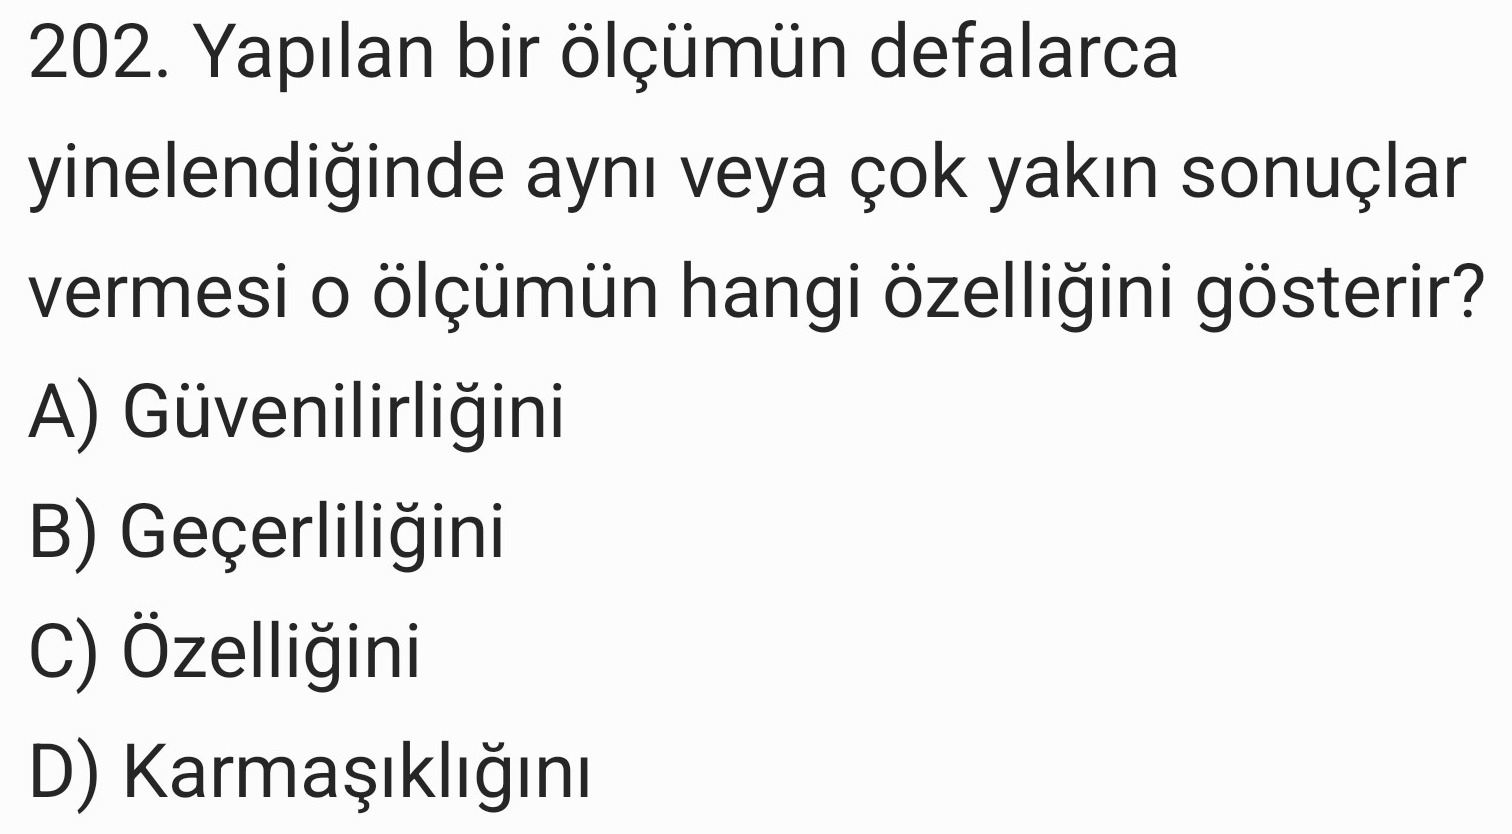 202. Yapılan bir ölçümün defalarca
yinelendiğinde aynı veya çok yakın sonuçlar
vermesi o ölçümün hangi özelliğini gösterir?
A) Güvenilirliğini
B) Geçerliliğini
C) Özelliğini
D) Karmaşıklığını